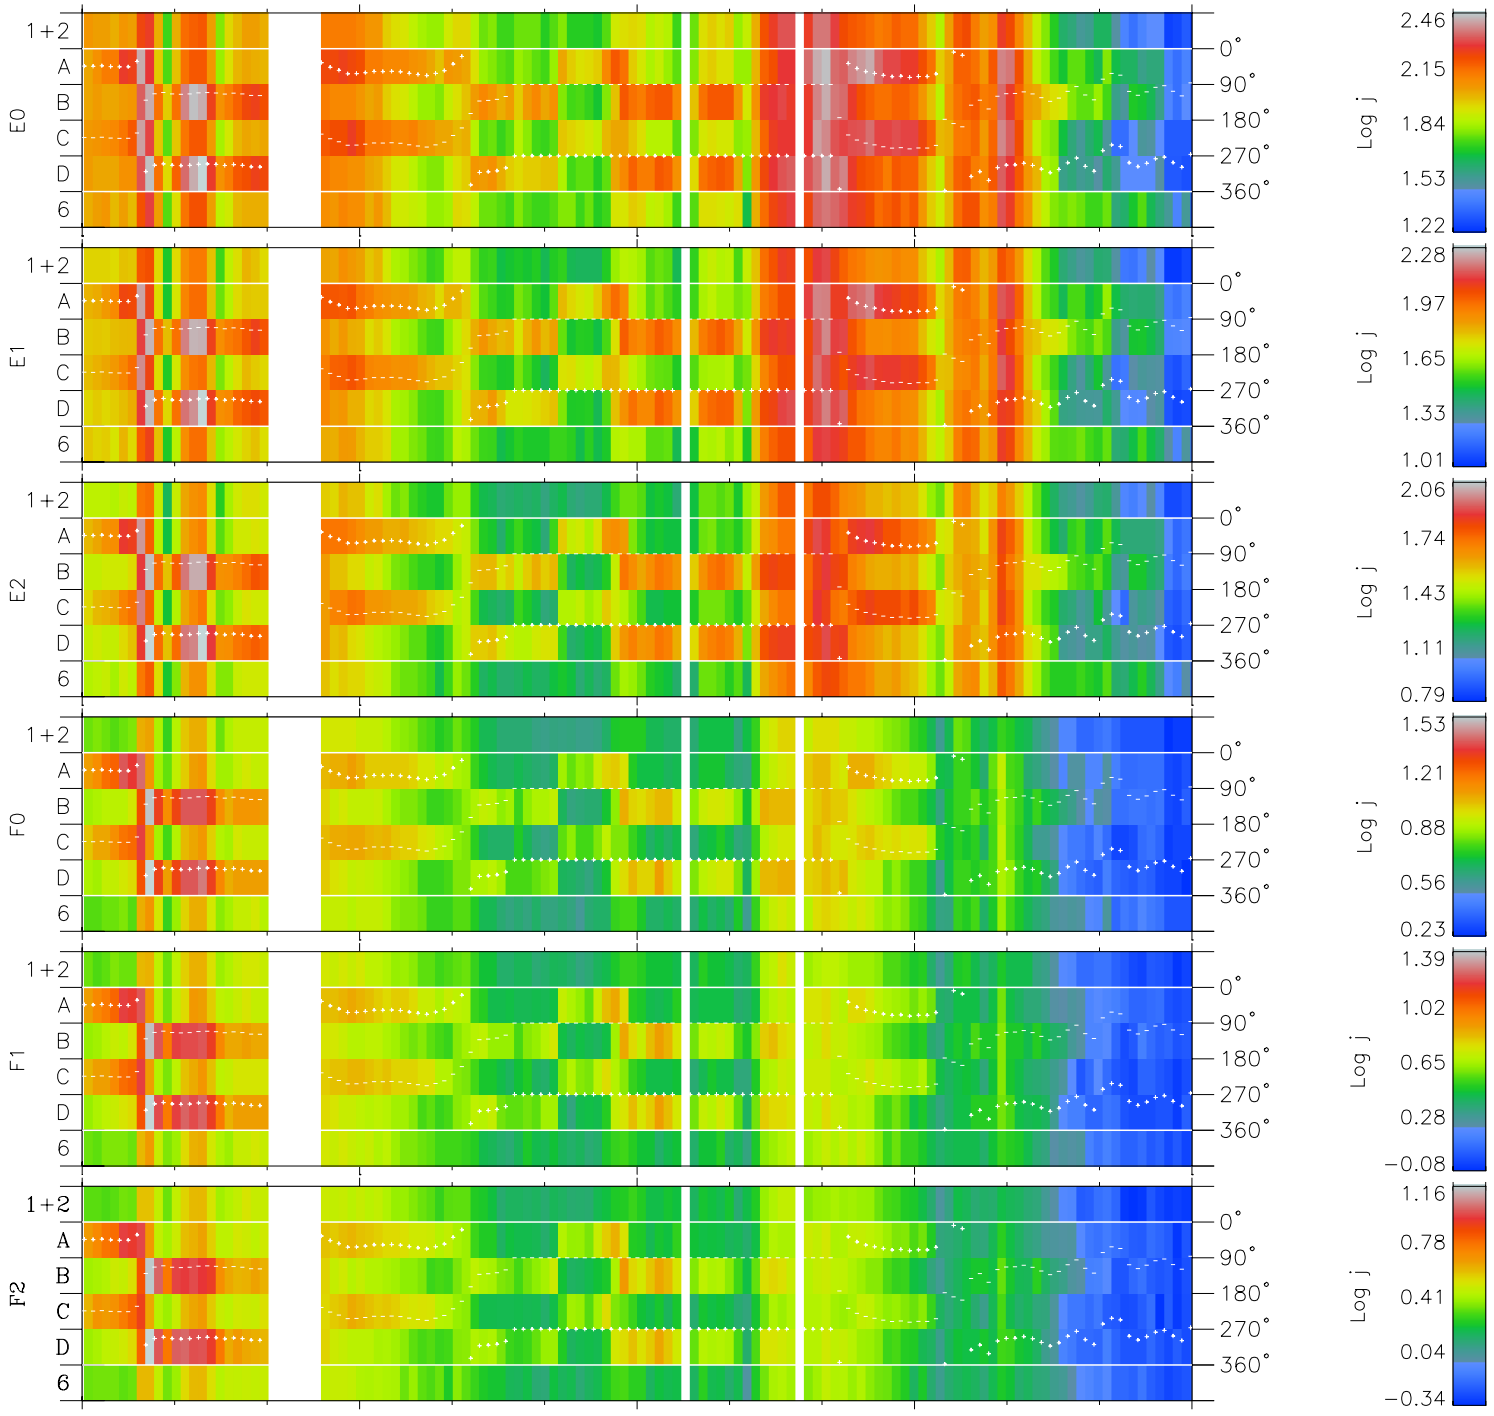 E0
1+2
A
B
C
D
6
0°
90°
180°
270°
360°
Log j
2.46
2.15
1.84
1.53
1.22
E1
1+2
A
B
C
D
6
0°
90°
180°
270°
360°
Log j
2.28
1.97
1.65
1.33
1.01
E2
1+2
A
B
C
D
6
0°
90°
180°
270°
360°
Log j
2.06
1.74
1.43
1.11
0.79
F0
1+2
A
B
C
D
6
0°
90°
180°
270°
360°
Log j
1.53
1.21
0.88
0.56
0.23
F1
1+2
A
B
C
D
6
0°
90°
180°
270°
360°
Log j
1.39
1.02
0.65
0.28
−0.08
F2
1+2
A
B
C
D
6
0°
90°
180°
270°
360°
Log j
1.16
0.78
0.41
0.04
−0.34